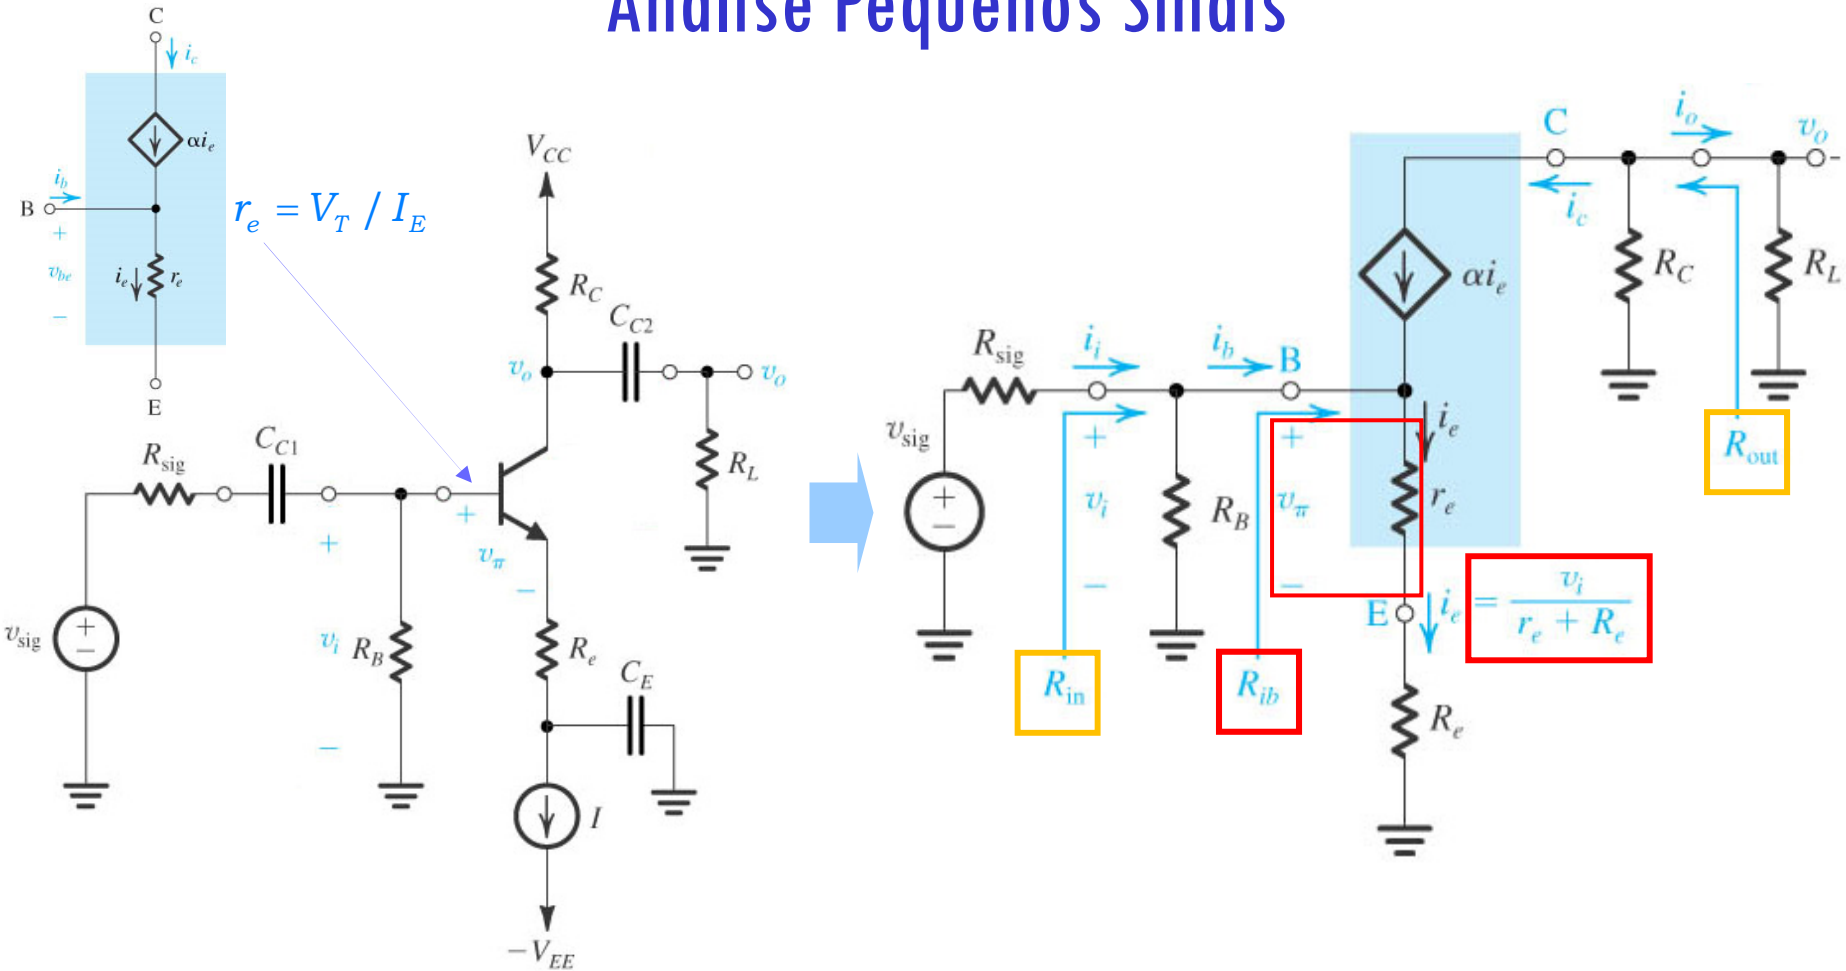 Análise Pequenos Sinais
C
i_c
αi_e
i_b
B
+
v_be
−
i_e
r_e
E
r_e = V_T / I_E
V_CC
R_C
C_C2
v_o
v_o
R_L
R_sig
C_C1
+
v_π
−
+
v_i
−
R_B
v_sig
+
−
R_e
C_E
I
−V_EE
C
i_c
i_o
v_o
R_C
R_L
R_out
αi_e
R_sig
i_i
i_b
B
v_sig
+
−
+
v_i
−
R_B
+
v_π
−
i_e
r_e
E
i_e = v_i / r_e + R_e
R_in
R_ib
R_e